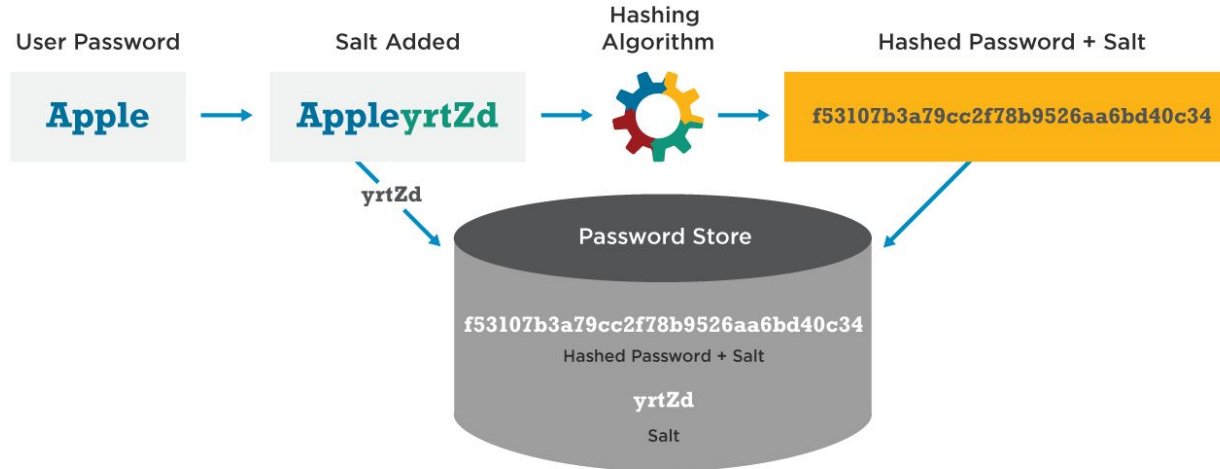 User Password
Salt Added
Hashing
Algorithm
Hashed Password + Salt
Apple
AppleyrtZd
f53107b3a79cc2f78b9526aa6bd40c34
yrtZd
Password Store
f53107b3a79cc2f78b9526aa6bd40c34
Hashed Password + Salt
yrtZd
Salt